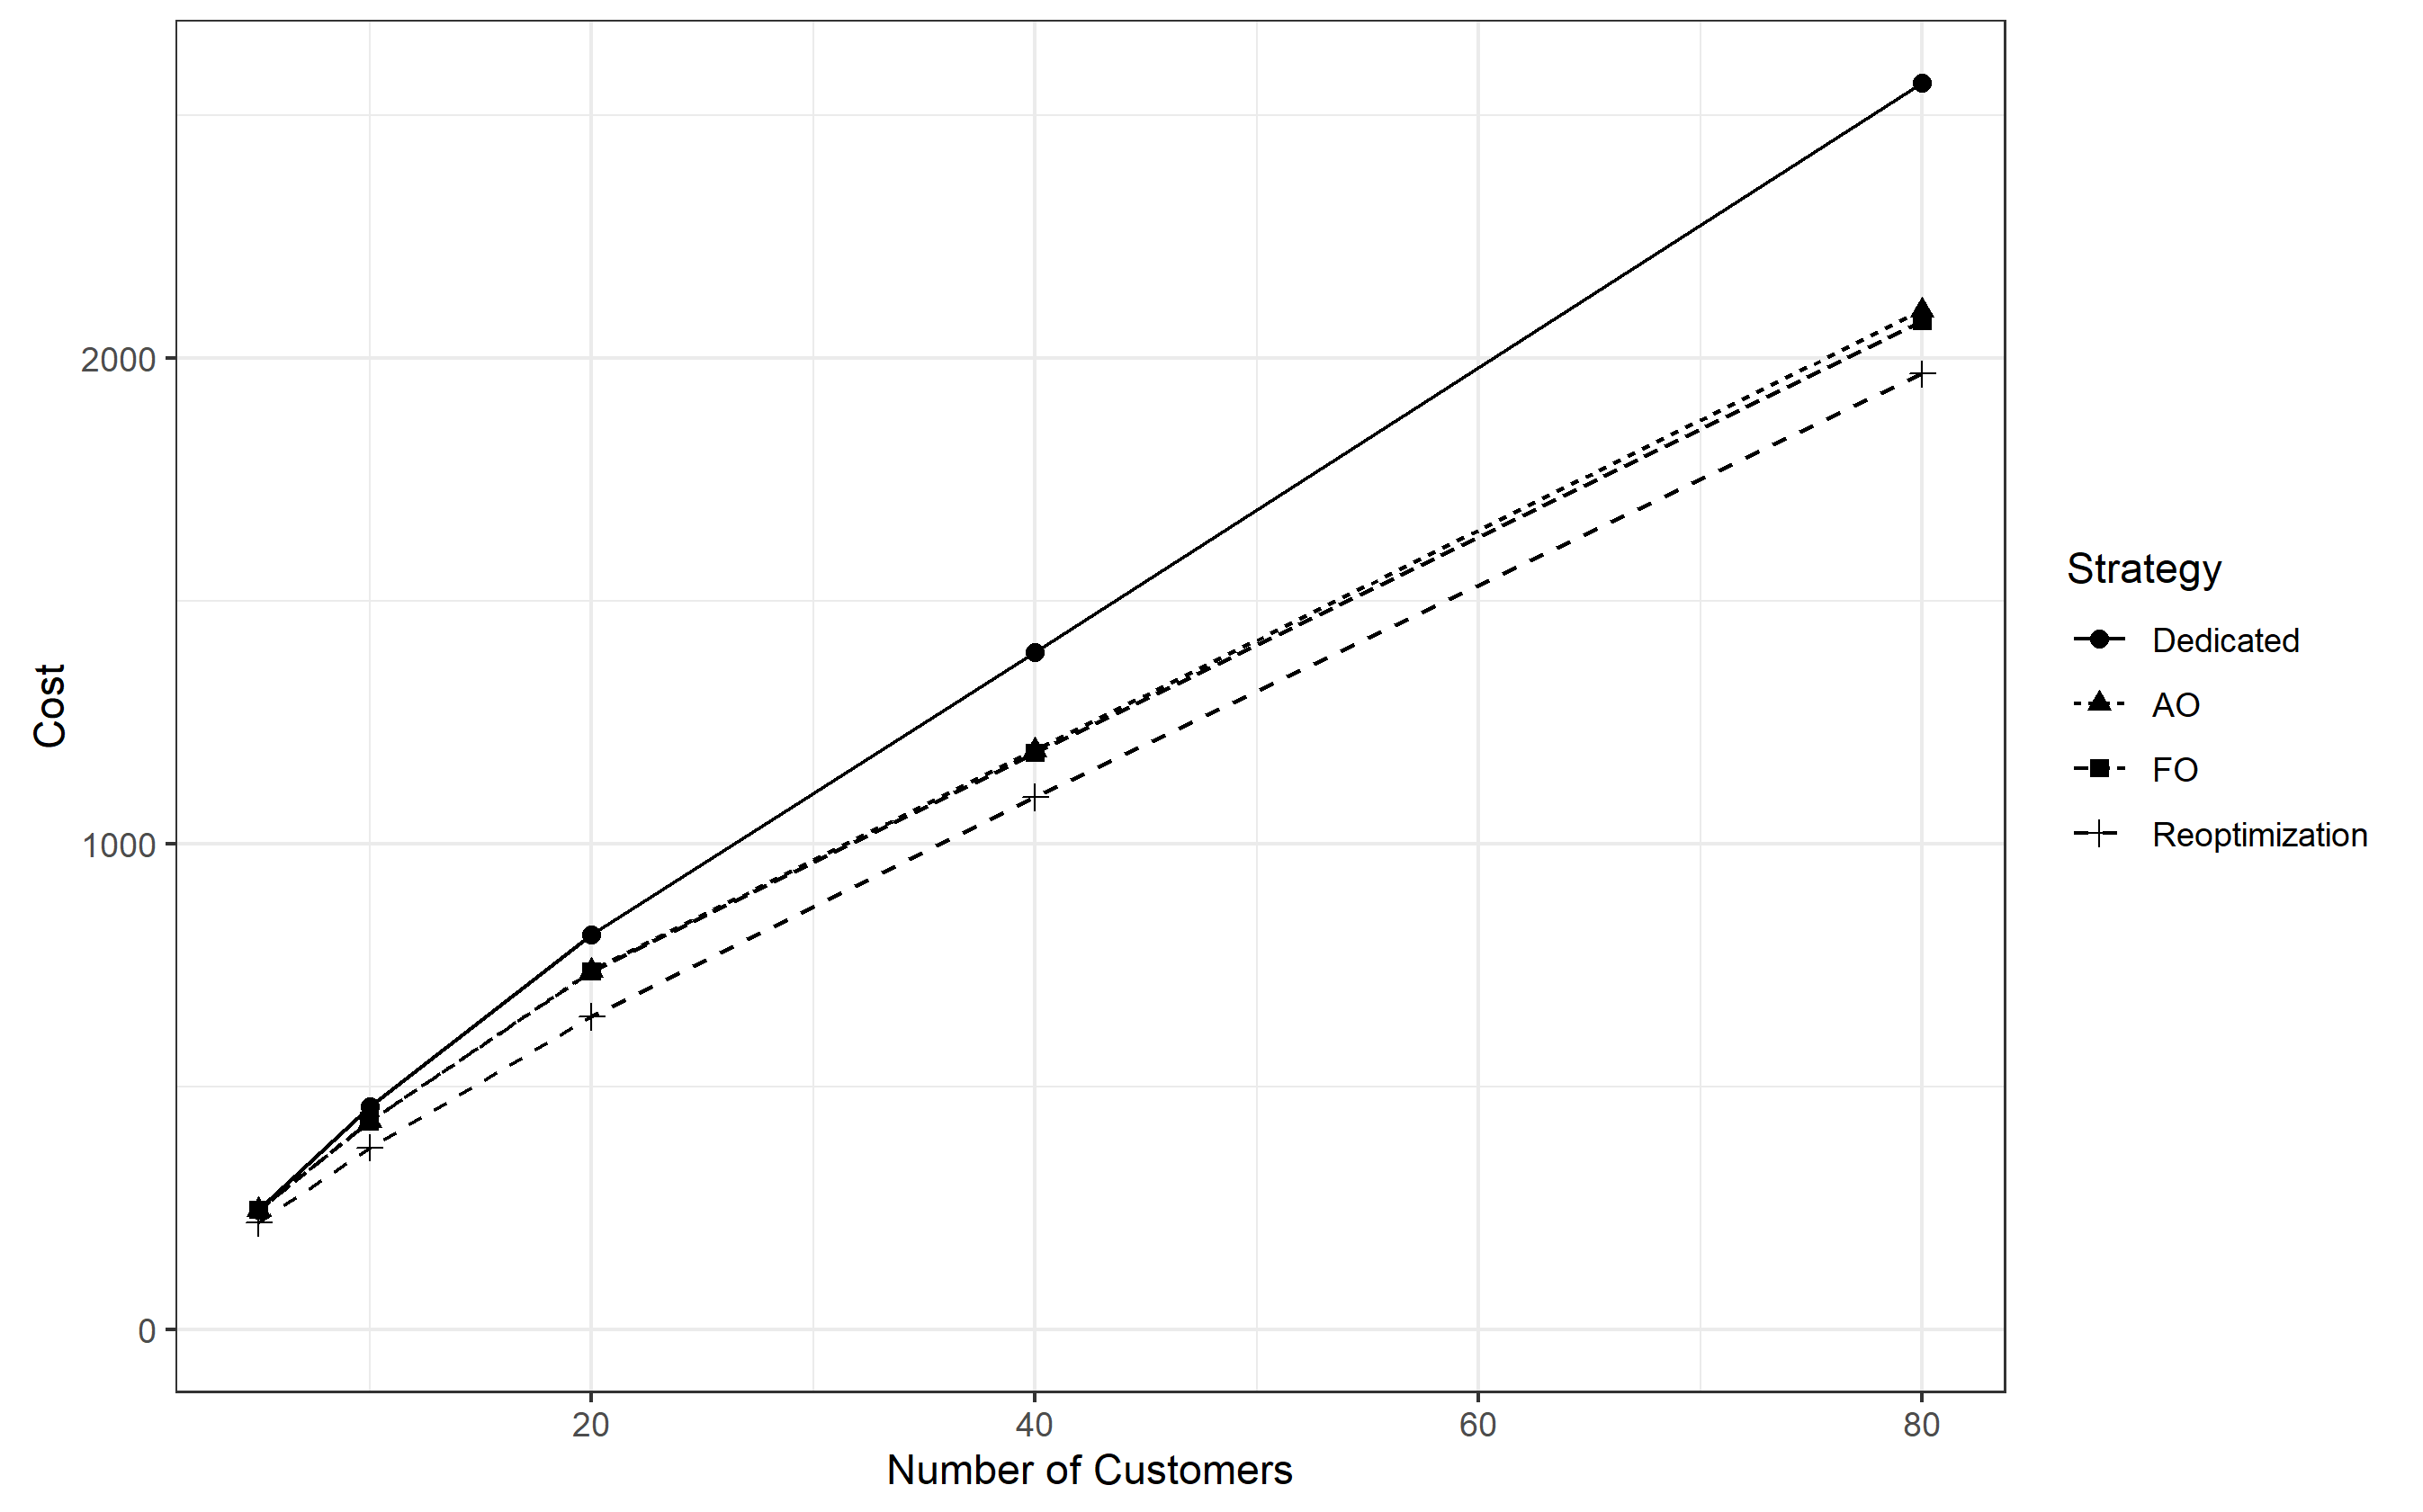 Cost
2000
1000
0
20
40
60
80
Number of Customers
Strategy
Dedicated
AO
FO
Reoptimization